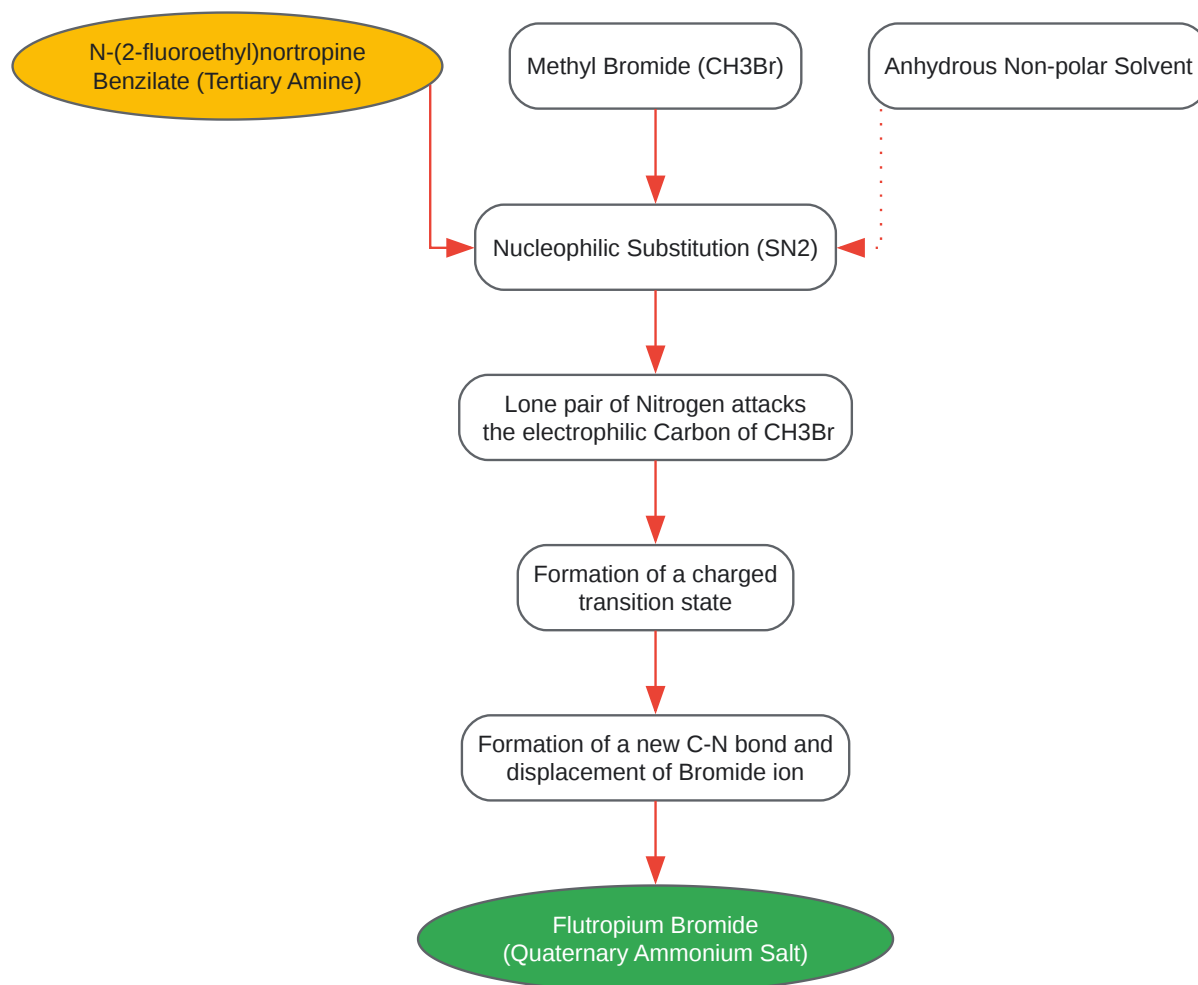 N-(2-fluoroethyl)nortropine
Benzilate (Tertiary Amine)
Methyl Bromide (CH3Br)
Anhydrous Non-polar Solvent
Nucleophilic Substitution (SN2)
Lone pair of Nitrogen attacks
the electrophilic Carbon of CH3Br
Formation of a charged
transition state
Formation of a new C-N bond and
displacement of Bromide ion
Flutropium Bromide
(Quaternary Ammonium Salt)